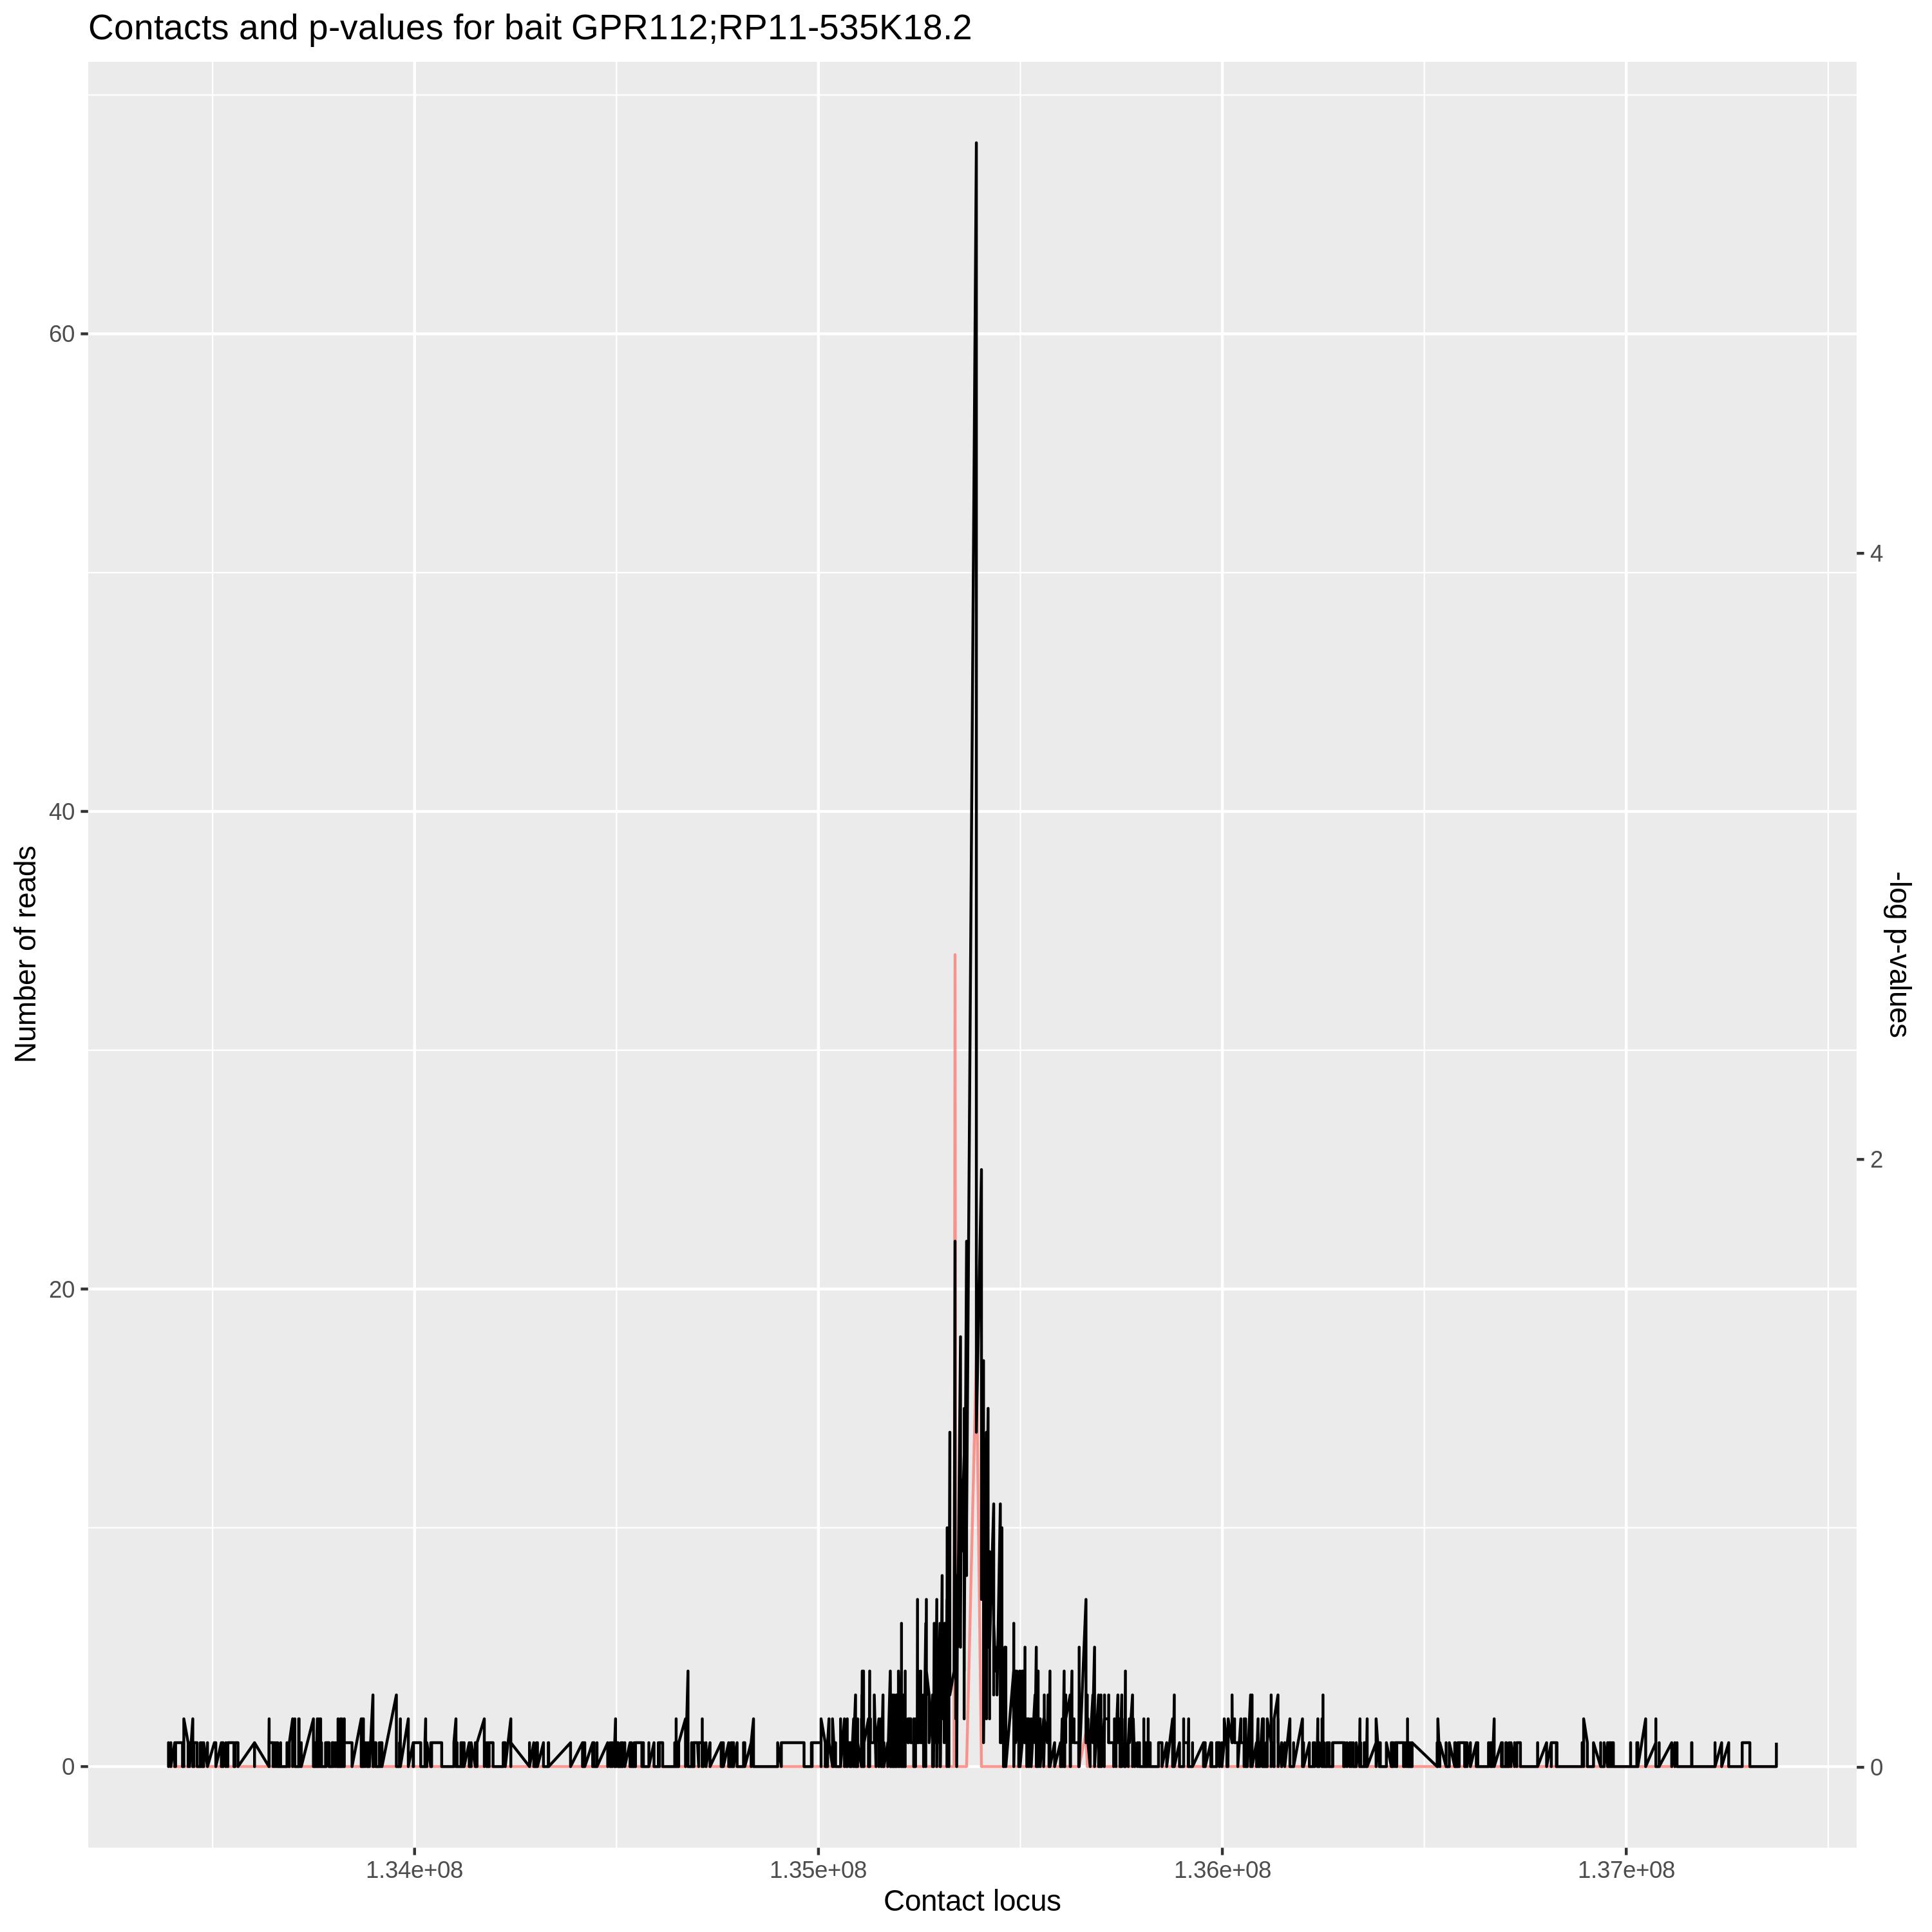 Contacts and p-values for bait GPR112;RP11-535K18.2
60
40
20
0
4
2
0
Number of reads
-log p-values
1.34e+08 1.35e+08 1.36e+08 1.37e+08
Contact locus